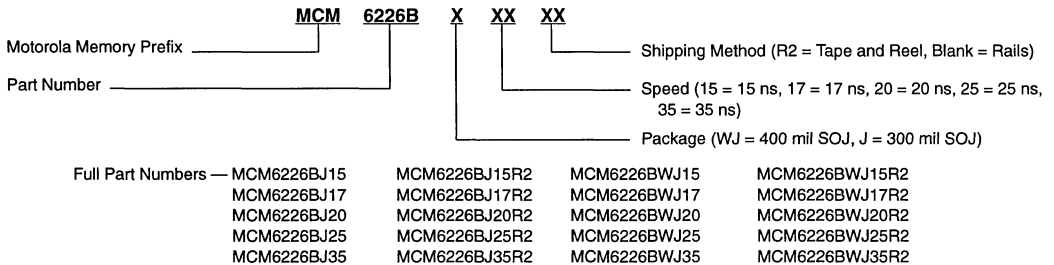 MCM 6226B X XX XX
Motorola Memory Prefix
Shipping Method (R2 = Tape and Reel, Blank = Rails)
Part Number
Speed (15 = 15 ns, 17 = 17 ns, 20 = 20 ns, 25 = 25 ns,
35 = 35 ns)
Package (WJ = 400 mil SOJ, J = 300 mil SOJ)
Full Part Numbers — MCM6226BJ15 MCM6226BJ15R2 MCM6226BWJ15 MCM6226BWJ15R2
MCM6226BJ17 MCM6226BJ17R2 MCM6226BWJ17 MCM6226BWJ17R2
MCM6226BJ20 MCM6226BJ20R2 MCM6226BWJ20 MCM6226BWJ20R2
MCM6226BJ25 MCM6226BJ25R2 MCM6226BWJ25 MCM6226BWJ25R2
MCM6226BJ35 MCM6226BJ35R2 MCM6226BWJ35 MCM6226BWJ35R2